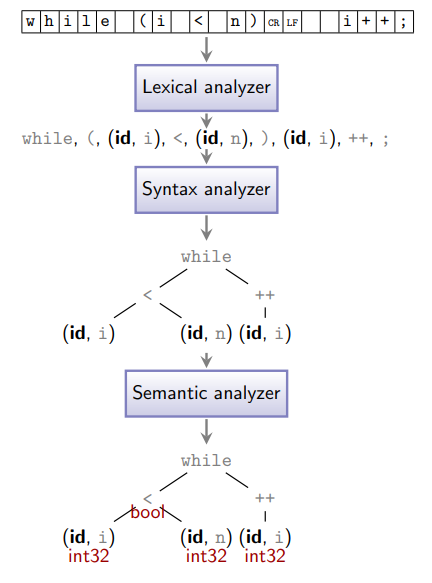 while (i < n) CR LF i++;
Lexical analyzer
while, (, (id, i), <, (id, n), ), (id, i), ++, ;
Syntax analyzer
while
< ++
(id, i) (id, n) (id, i)
Semantic analyzer
while
< ++
bool
(id, i) (id, n) (id, i)
int32 int32 int32